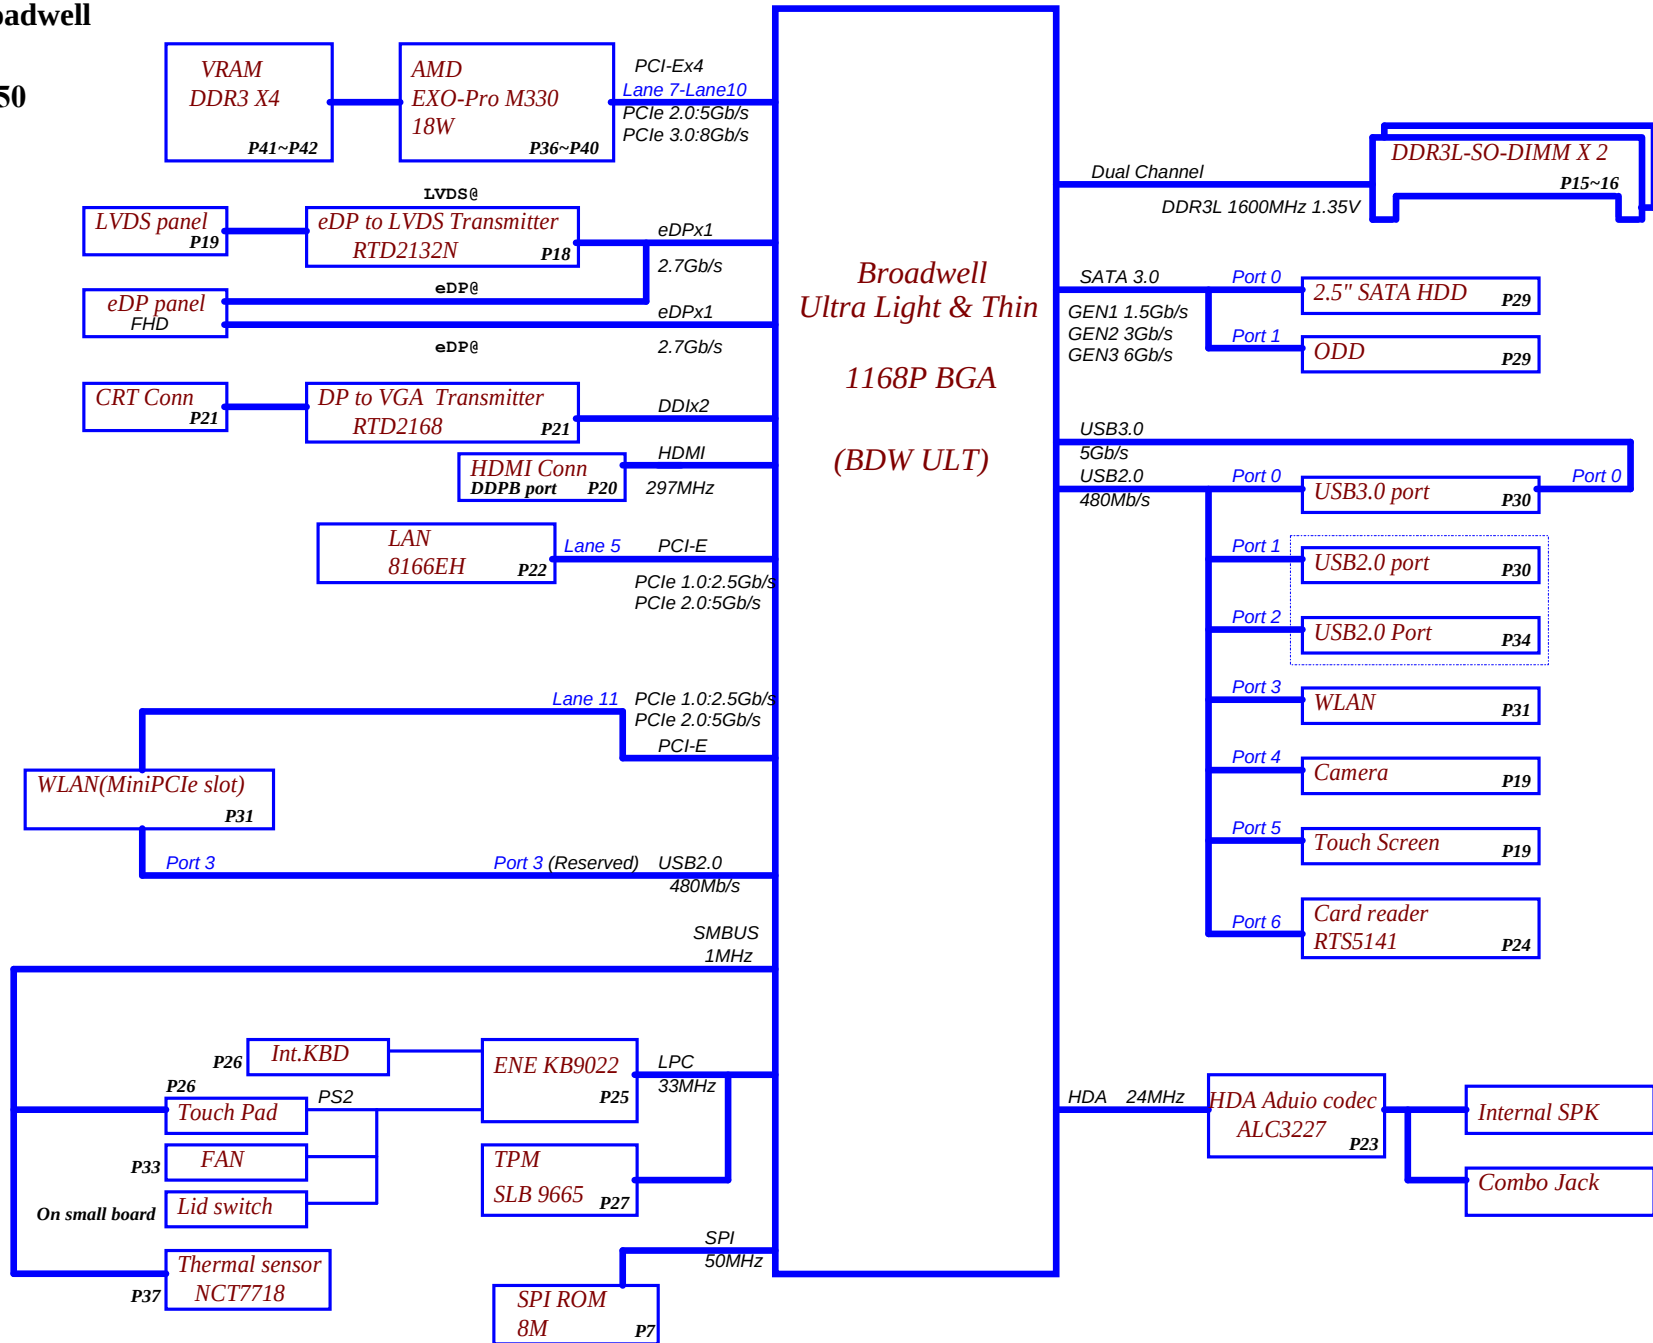 oadwell
50
VRAM
DDR3 X4
P41~P42
AMD
EXO-Pro M330
18W
P36~P40
PCI-Ex4
Lane 7-Lane10
PCIe 2.0:5Gb/s
PCIe 3.0:8Gb/s
LVDS@
LVDS panel
P19
eDP to LVDS Transmitter
RTD2132N
P18
eDPx1
2.7Gb/s
eDP@
eDP panel
FHD
eDPx1
eDP@
2.7Gb/s
CRT Conn
P21
DP to VGA Transmitter
RTD2168
P21
DDIx2
HDMI Conn
DDPB port
P20
HDMI
297MHz
LAN
8166EH
P22
Lane 5
PCI-E
PCIe 1.0:2.5Gb/s
PCIe 2.0:5Gb/s
Lane 11
PCIe 1.0:2.5Gb/s
PCIe 2.0:5Gb/s
PCI-E
WLAN(MiniPCIe slot)
P31
Port 3
Port 3 (Reserved)
USB2.0
480Mb/s
SMBUS
1MHz
P26
Int.KBD
ENE KB9022
P25
LPC
33MHz
P26
Touch Pad
PS2
P33
FAN
On small board
Lid switch
TPM
SLB 9665
P27
Thermal sensor
NCT7718
P37
SPI
50MHz
SPI ROM
8M
P7
Broadwell
Ultra Light & Thin
1168P BGA
(BDW ULT)
Dual Channel
DDR3L 1600MHz 1.35V
DDR3L-SO-DIMM X 2
P15~16
SATA 3.0
GEN1 1.5Gb/s
GEN2 3Gb/s
GEN3 6Gb/s
Port 0
2.5" SATA HDD
P29
Port 1
ODD
P29
USB3.0
5Gb/s
USB2.0
480Mb/s
Port 0
USB3.0 port
P30
Port 0
Port 1
USB2.0 port
P30
Port 2
USB2.0 Port
P34
Port 3
WLAN
P31
Port 4
Camera
P19
Port 5
Touch Screen
P19
Port 6
Card reader
RTS5141
P24
HDA 24MHz
HDA Aduio codec
ALC3227
P23
Internal SPK
Combo Jack